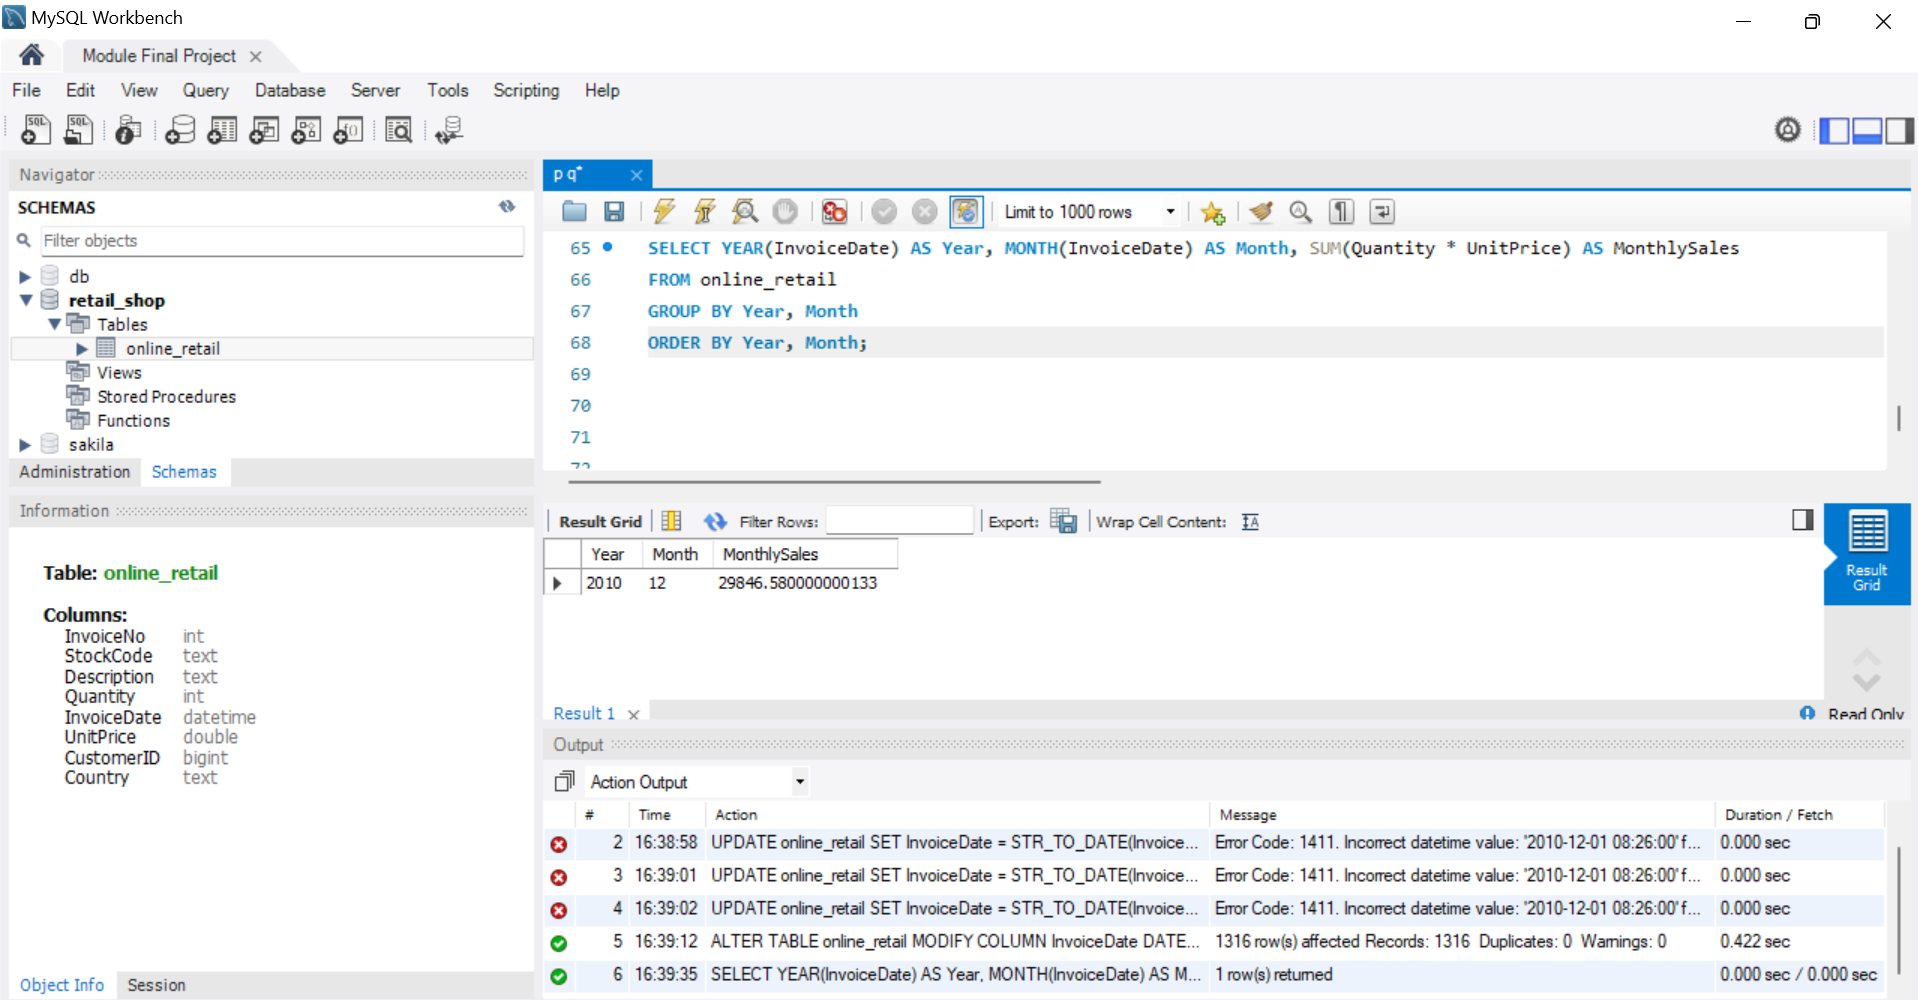 MySQL Workbench
Module Final Project
File Edit View Query Database Server Tools Scripting Help
Navigator
SCHEMAS
Filter objects
db
retail_shop
Tables
online_retail
Views
Stored Procedures
Functions
sakila
Administration Schemas
Information
Table: online_retail
Columns:
InvoiceNo int
StockCode text
Description text
Quantity int
InvoiceDate datetime
UnitPrice double
CustomerID bigint
Country text
Object Info Session
p q*
Limit to 1000 rows
65 SELECT YEAR(InvoiceDate) AS Year, MONTH(InvoiceDate) AS Month, SUM(Quantity * UnitPrice) AS MonthlySales
66 FROM online_retail
67 GROUP BY Year, Month
68 ORDER BY Year, Month;
69
70
71
72
Result Grid Filter Rows: Export: Wrap Cell Content:
Year Month MonthlySales
2010 12 29846.580000000133
Result
Grid
Result 1
Read Only
Output
Action Output
# Time Action Message Duration / Fetch
2 16:38:58 UPDATE online_retail SET InvoiceDate = STR_TO_DATE(Invoice... Error Code: 1411. Incorrect datetime value: '2010-12-01 08:26:00' f... 0.000 sec
3 16:39:01 UPDATE online_retail SET InvoiceDate = STR_TO_DATE(Invoice... Error Code: 1411. Incorrect datetime value: '2010-12-01 08:26:00' f... 0.000 sec
4 16:39:02 UPDATE online_retail SET InvoiceDate = STR_TO_DATE(Invoice... Error Code: 1411. Incorrect datetime value: '2010-12-01 08:26:00' f... 0.000 sec
5 16:39:12 ALTER TABLE online_retail MODIFY COLUMN InvoiceDate DATE... 1316 row(s) affected Records: 1316 Duplicates: 0 Warnings: 0 0.422 sec
6 16:39:35 SELECT YEAR(InvoiceDate) AS Year, MONTH(InvoiceDate) AS M... 1 row(s) returned 0.000 sec / 0.000 sec